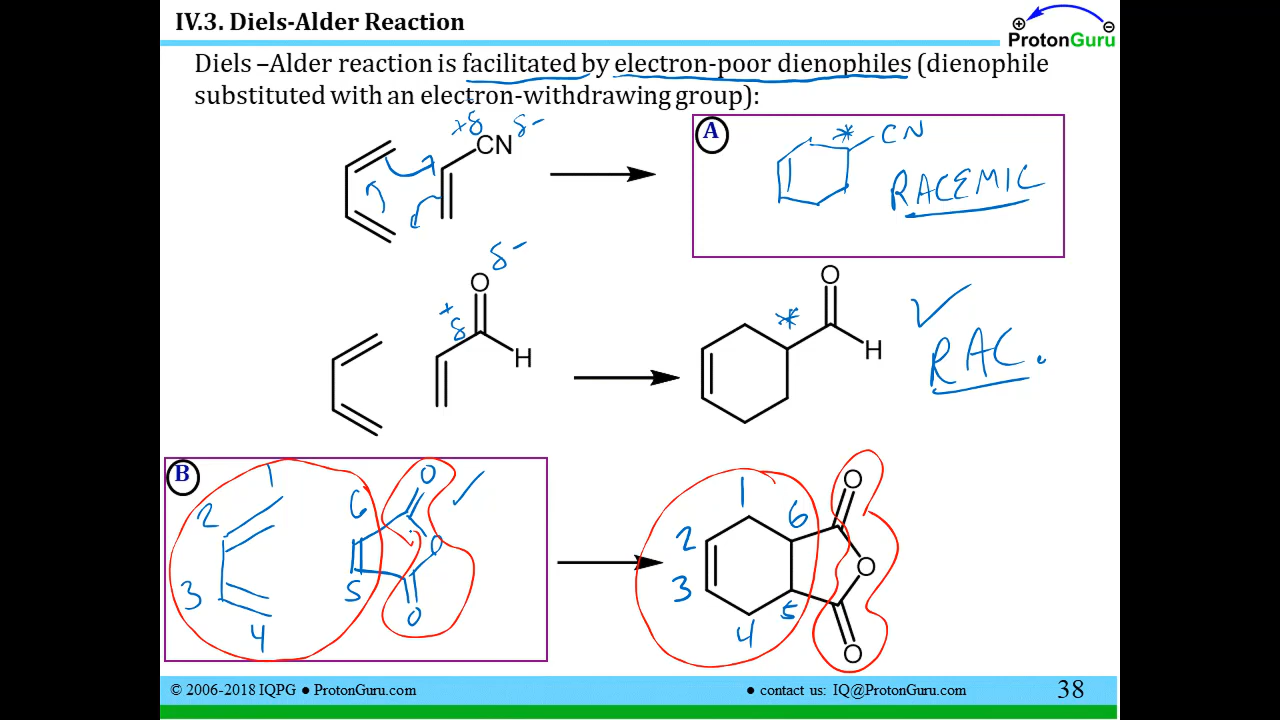 IV.3. Diels-Alder Reaction
⊕ ⊖
ProtonGuru
Diels –Alder reaction is facilitated by electron-poor dienophiles (dienophile
substituted with an electron-withdrawing group):
+δ δ-
CN
A
* CN
RACEMIC
δ-
O
+
δ
H
O
*
H
✓
RAC.
B
1
2
3
4
5
6
O
O
O
✓
1
2
3
4
5
6
O
O
O
© 2006-2018 IQPG ● ProtonGuru.com
● contact us: IQ@ProtonGuru.com
38